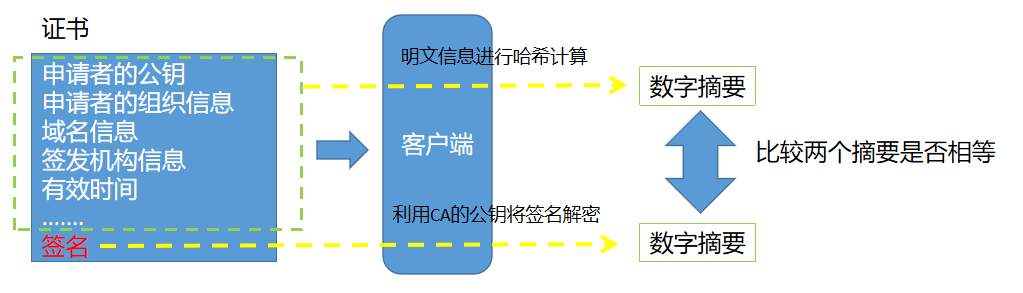 证书
申请者的公钥
申请者的组织信息
域名信息
签发机构信息
有效时间
.......
签名
客户端
明文信息进行哈希计算
利用CA的公钥将签名解密
数字摘要
比较两个摘要是否相等
数字摘要